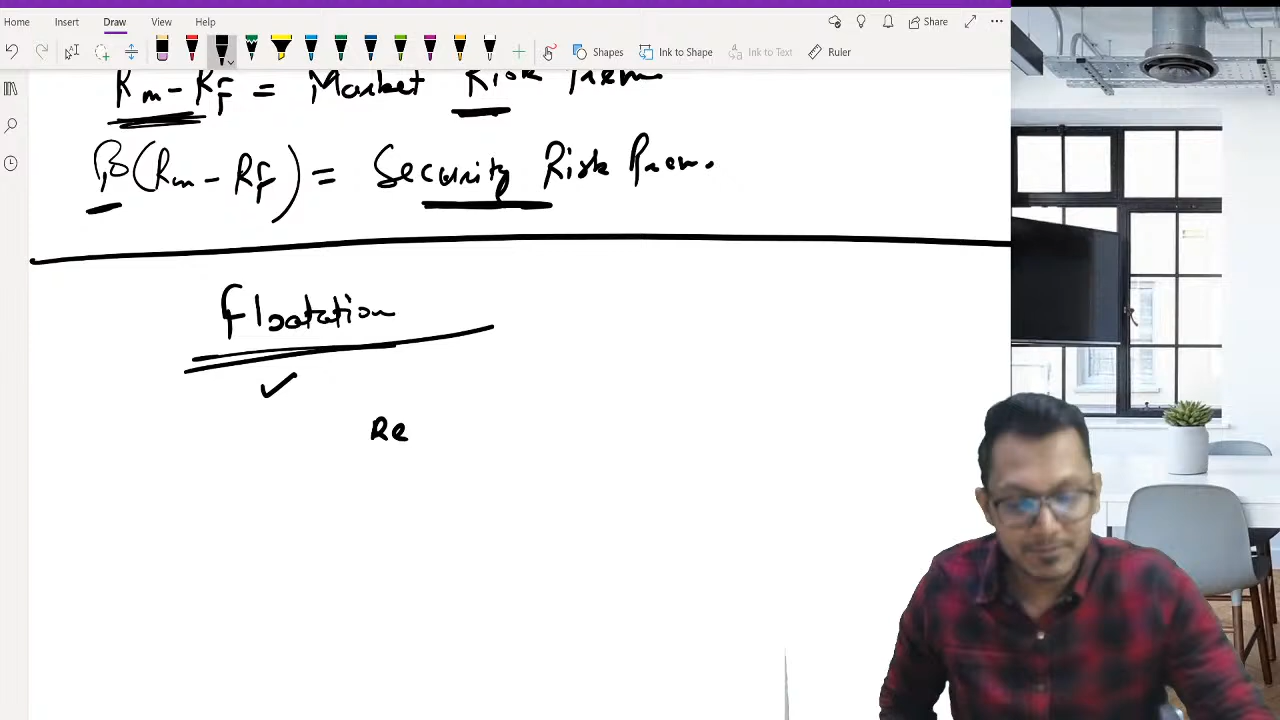 Home Insert Draw View Help
Share
Shapes Ink to Shape Ink to Text Ruler
Rm - RF = Market Risk Prem
β(Rm - RF) = Security Risk Prem.
Floatation
Re